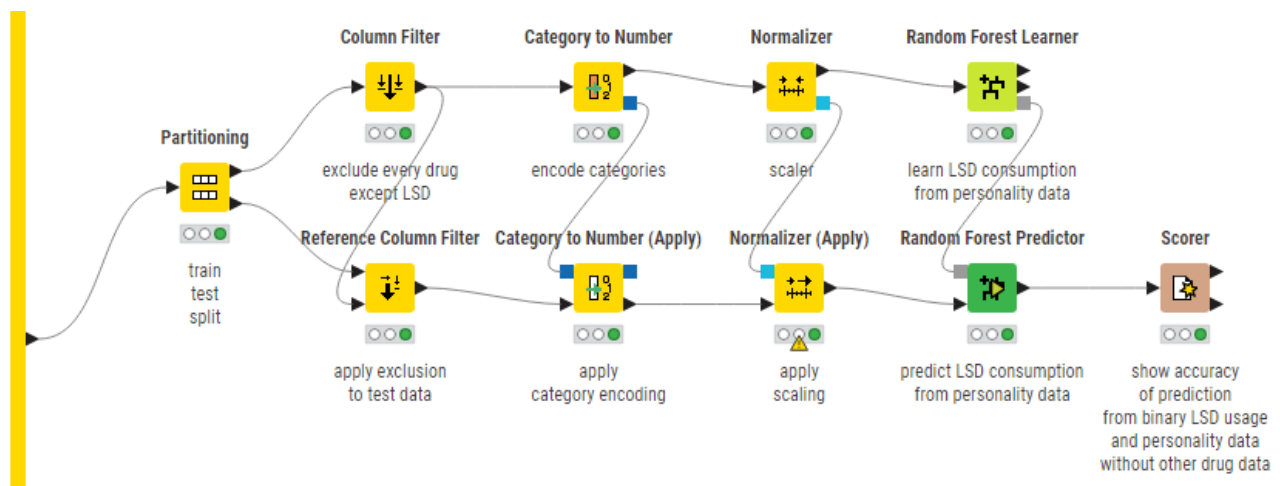 Column Filter
Category to Number
Normalizer
Random Forest Learner
exclude every drug
except LSD
encode categories
scaler
learn LSD consumption
from personality data
Partitioning
train
test
split
Reference Column Filter
Category to Number (Apply)
Normalizer (Apply)
Random Forest Predictor
Scorer
apply exclusion
to test data
apply
category encoding
apply
scaling
predict LSD consumption
from personality data
show accuracy
of prediction
from binary LSD usage
and personality data
without other drug data